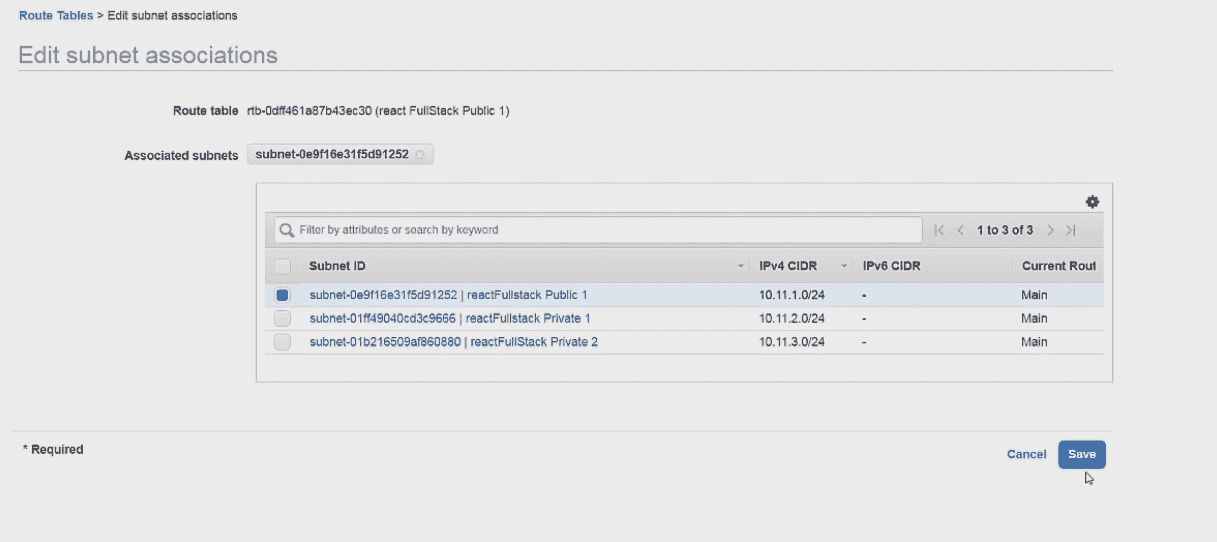 Route Tables > Edit subnet associations
Edit subnet associations
Route table rtb-0dff461a87b43ec30 (react FullStack Public 1)
Associated subnets subnet-0e9f16e31f5d91252
Filter by attributes or search by keyword 1 to 3 of 3
Subnet ID IPv4 CIDR IPv6 CIDR Current Rout
subnet-0e9f16e31f5d91252 | reactFullstack Public 1 10.11.1.0/24 - Main
subnet-01ff49040cd3c9666 | reactFullstack Private 1 10.11.2.0/24 - Main
subnet-01b216509af860880 | reactFullStack Private 2 10.11.3.0/24 - Main
* Required Cancel Save